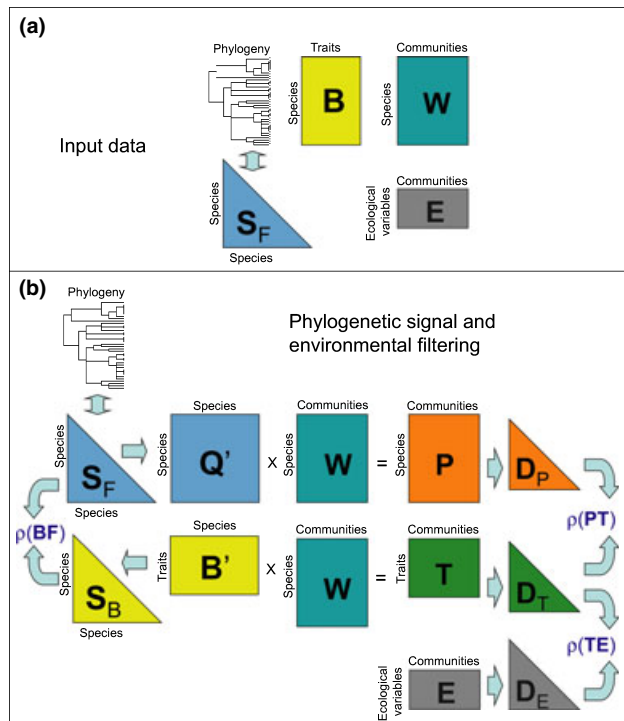 (a)
Phylogeny
Traits
Communities
Input data
Species
B
Species
W
Species
S_F
Species
Communities
Ecological
variables
E
(b)
Phylogeny
Phylogenetic signal and
environmental filtering
Species
Communities
Communities
Species
S_F
Species
Species
Q'
X
Species
W
=
Species
P
D_P
ρ(BF)
ρ(PT)
Species
Communities
Species
S_B
Species
Traits
B'
X
Species
W
=
Traits
T
D_T
ρ(TE)
Communities
Ecological
variables
E
D_E